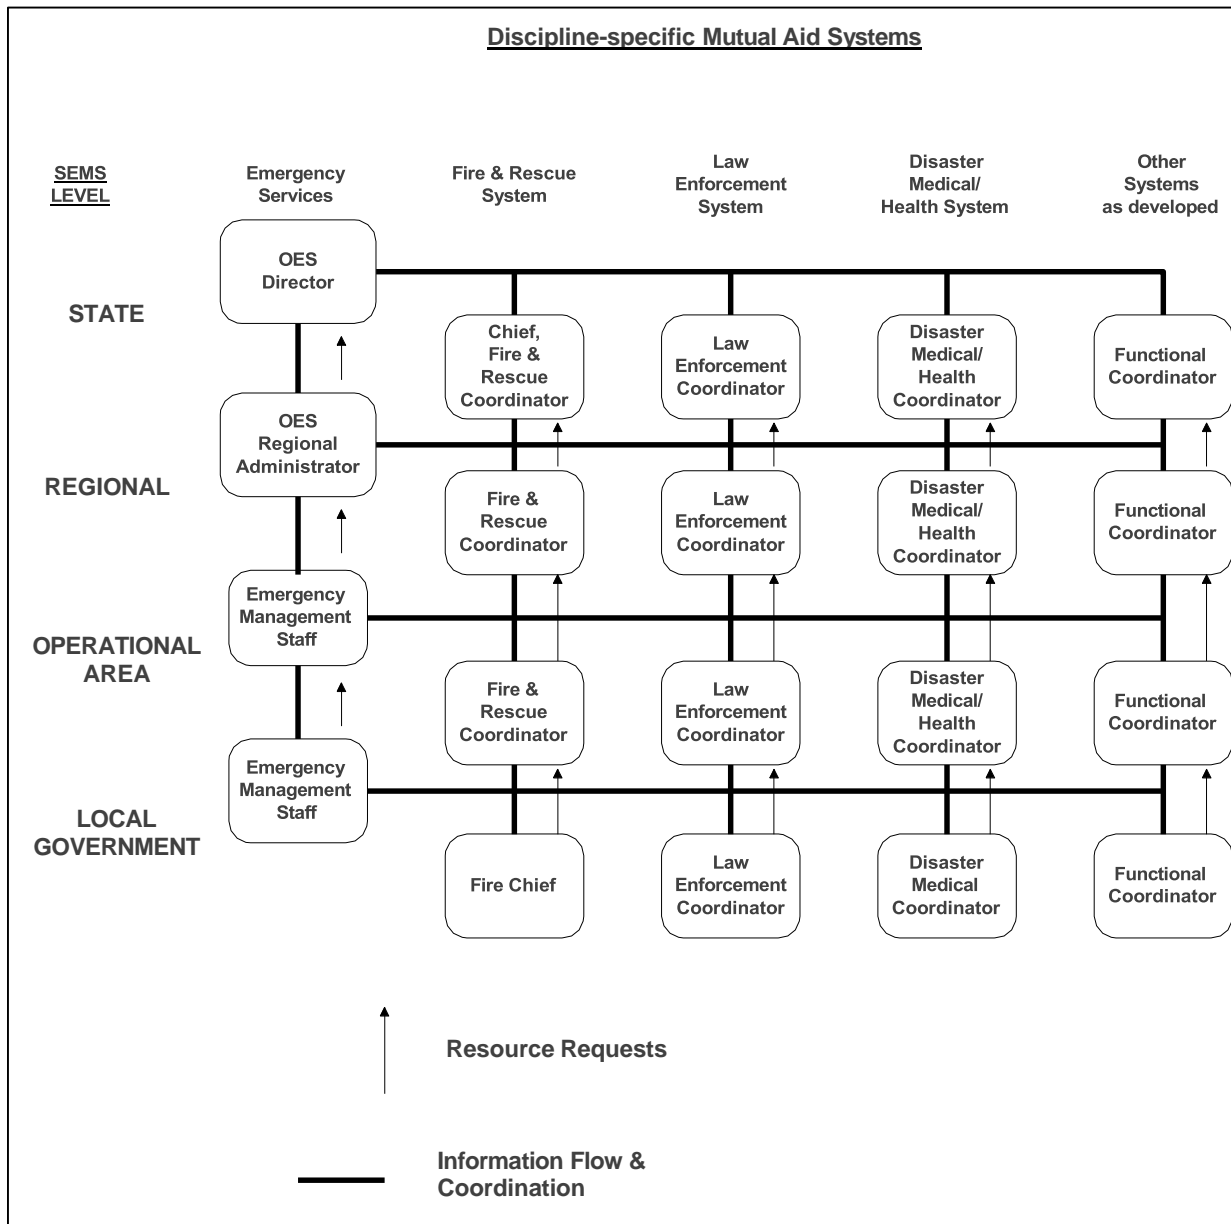 Discipline-specific Mutual Aid Systems
SEMS
LEVEL
Emergency
Services
Fire & Rescue
System
Law
Enforcement
System
Disaster
Medical/
Health System
Other
Systems
as developed
STATE
OES
Director
Chief,
Fire &
Rescue
Coordinator
Law
Enforcement
Coordinator
Disaster
Medical/
Health
Coordinator
Functional
Coordinator
REGIONAL
OES
Regional
Administrator
Fire &
Rescue
Coordinator
Law
Enforcement
Coordinator
Disaster
Medical/
Health
Coordinator
Functional
Coordinator
OPERATIONAL
AREA
Emergency
Management
Staff
Fire &
Rescue
Coordinator
Law
Enforcement
Coordinator
Disaster
Medical/
Health
Coordinator
Functional
Coordinator
LOCAL
GOVERNMENT
Emergency
Management
Staff
Fire Chief
Law
Enforcement
Coordinator
Disaster
Medical
Coordinator
Functional
Coordinator
Resource Requests
Information Flow &
Coordination